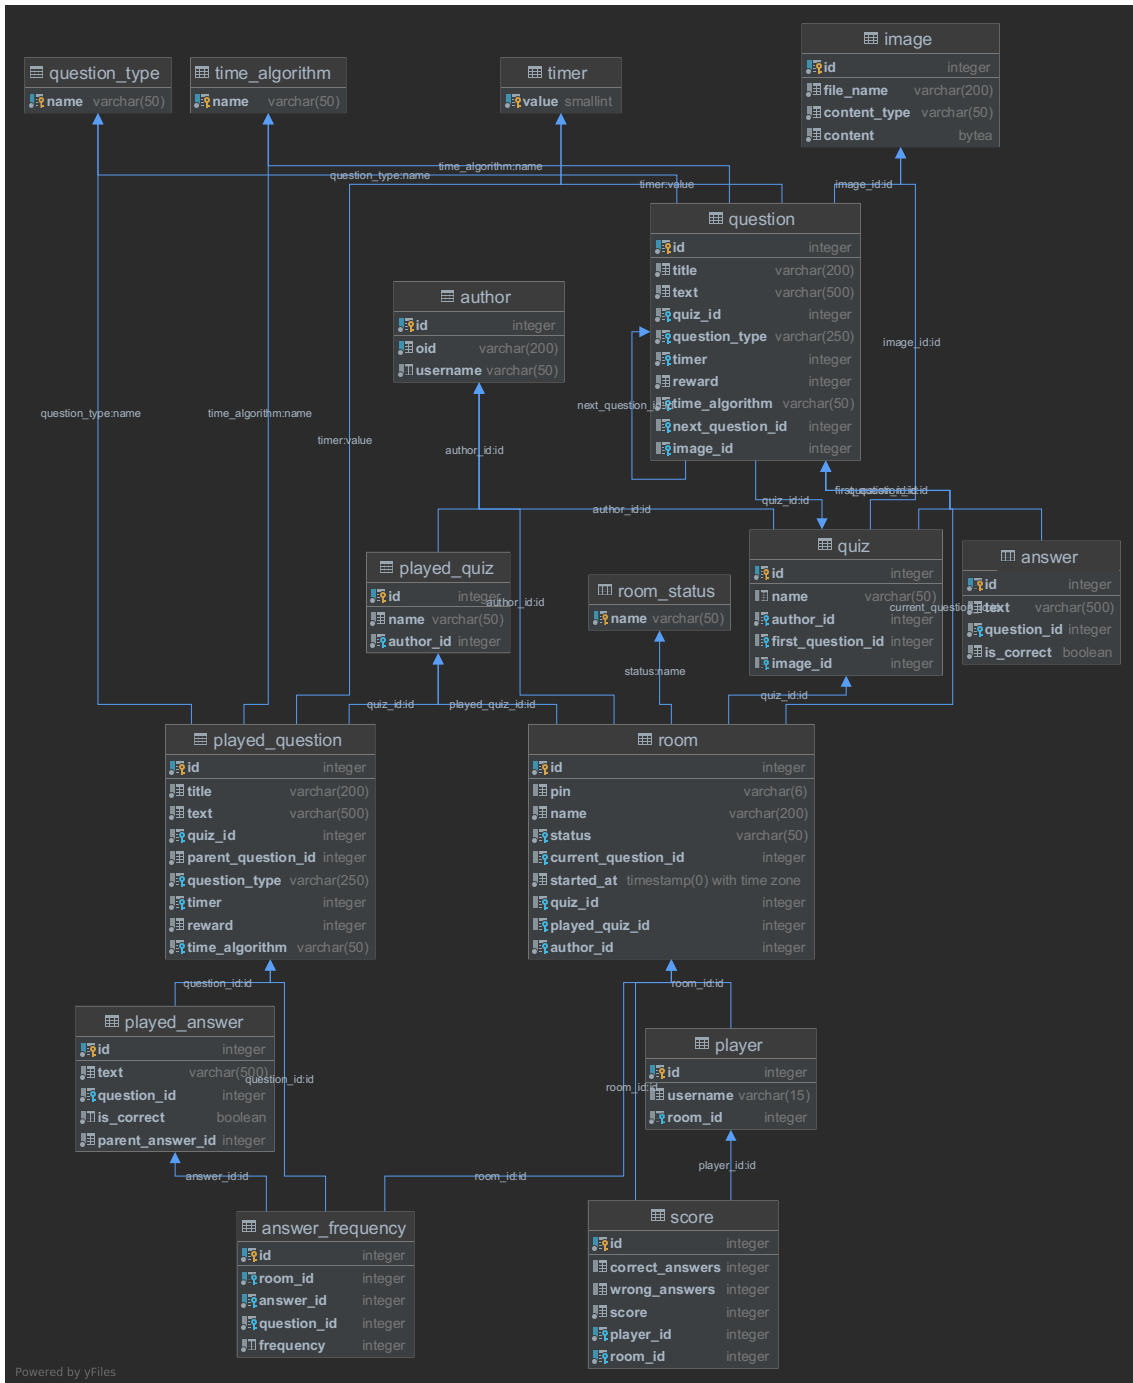 image
id integer
file_name varchar(200)
content_type varchar(50)
content bytea
question_type
name varchar(50)
time_algorithm
name varchar(50)
timer
value smallint
time_algorithm:name
question_type:name
timer:value
image_id:id
question
id integer
title varchar(200)
text varchar(500)
quiz_id integer
question_type varchar(250)
timer integer
reward integer
time_algorithm varchar(50)
next_question_id integer
image_id integer
author
id integer
oid varchar(200)
username varchar(50)
image_id:id
next_question_id
question_type:name
time_algorithm:name
timer:value
author_id:id
quiz_id:id
author_id:id
played_quiz
id integer
name varchar(50)
author_id integer
author_id:id
room_status
name varchar(50)
quiz
id integer
name varchar(50)
author_id integer
first_question_id integer
image_id integer
answer
id integer
text varchar(500)
question_id integer
is_correct boolean
status:name
quiz_id:id
played_quiz_id:id
quiz_id:id
played_question
id integer
title varchar(200)
text varchar(500)
quiz_id integer
parent_question_id integer
question_type varchar(250)
timer integer
reward integer
time_algorithm varchar(50)
room
id integer
pin varchar(6)
name varchar(200)
status varchar(50)
current_question_id integer
started_at timestamp(0) with time zone
quiz_id integer
played_quiz_id integer
author_id integer
question_id:id
room_id:id
played_answer
id integer
text varchar(500)
question_id integer
is_correct boolean
parent_answer_id integer
question_id:id
player
id integer
username varchar(15)
room_id integer
room_id:id
player_id:id
answer_id:id
room_id:id
answer_frequency
id integer
room_id integer
answer_id integer
question_id integer
frequency integer
score
id integer
correct_answers integer
wrong_answers integer
score integer
player_id integer
room_id integer
Powered by yFiles